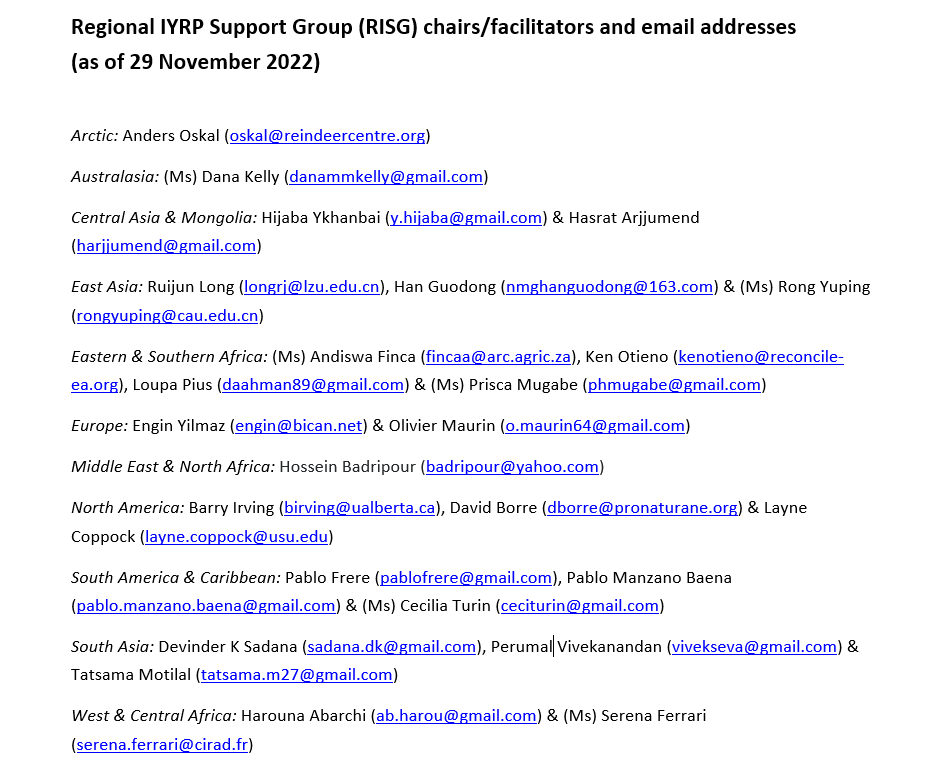 Regional IYRP Support Group (RISG) chairs/facilitators and email addresses
(as of 29 November 2022)
Arctic: Anders Oskal (oskal@reindeercentre.org)
Australasia: (Ms) Dana Kelly (danammkelly@gmail.com)
Central Asia & Mongolia: Hijaba Ykhanbai (y.hijaba@gmail.com) & Hasrat Arjjumend
(harjjumend@gmail.com)
East Asia: Ruijun Long (longrj@lzu.edu.cn), Han Guodong (nmghanguodong@163.com) & (Ms) Rong Yuping
(rongyuping@cau.edu.cn)
Eastern & Southern Africa: (Ms) Andiswa Finca (fincaa@arc.agric.za), Ken Otieno (kenotieno@reconcile-
ea.org), Loupa Pius (daahman89@gmail.com) & (Ms) Prisca Mugabe (phmugabe@gmail.com)
Europe: Engin Yilmaz (engin@bican.net) & Olivier Maurin (o.maurin64@gmail.com)
Middle East & North Africa: Hossein Badripour (badripour@yahoo.com)
North America: Barry Irving (birving@ualberta.ca), David Borre (dborre@pronaturane.org) & Layne
Coppock (layne.coppock@usu.edu)
South America & Caribbean: Pablo Frere (pablofrere@gmail.com), Pablo Manzano Baena
(pablo.manzano.baena@gmail.com) & (Ms) Cecilia Turin (ceciturin@gmail.com)
South Asia: Devinder K Sadana (sadana.dk@gmail.com), Perumal Vivekanandan (vivekseva@gmail.com) &
Tatsama Motilal (tatsama.m27@gmail.com)
West & Central Africa: Harouna Abarchi (ab.harou@gmail.com) & (Ms) Serena Ferrari
(serena.ferrari@cirad.fr)